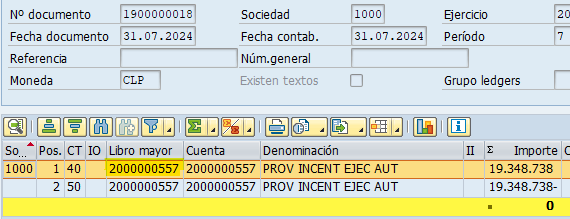 Nº documento 1900000018 Sociedad 1000 Ejercicio 20
Fecha documento 31.07.2024 Fecha contab. 31.07.2024 Período 7
Referencia Núm.general
Moneda CLP Existen textos Grupo ledgers
So... Pos. CT IO Libro mayor Cuenta Denominación II Σ Importe C
1000 1 40 2000000557 2000000557 PROV INCENT EJEC AUT 19.348.738
2 50 2000000557 2000000557 PROV INCENT EJEC AUT 19.348.738-
0